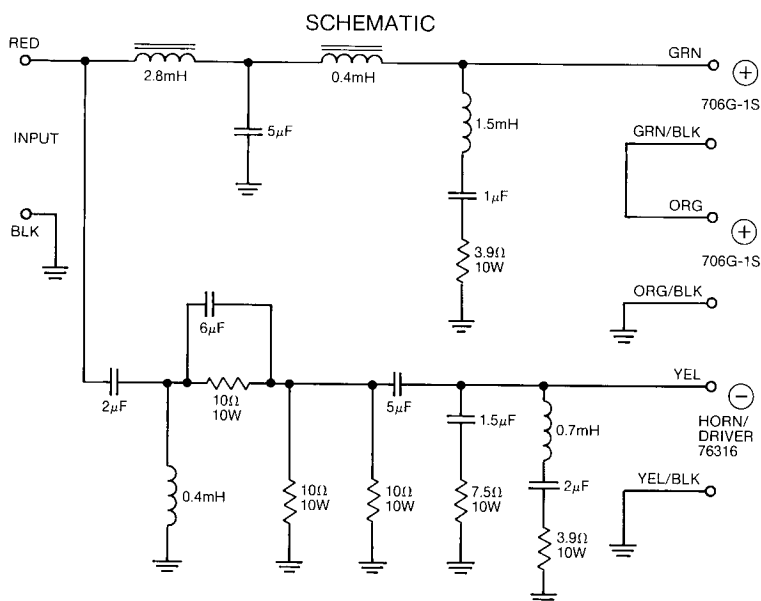 SCHEMATIC
RED
2.8mH
0.4mH
GRN
+
706G-1S
5µF
1.5mH
INPUT
GRN/BLK
1µF
ORG
+
706G-1S
BLK
3.9Ω
10W
ORG/BLK
6µF
2µF
10Ω
10W
5µF
YEL
−
HORN/
DRIVER
76316
1.5µF
0.7mH
0.4mH
10Ω
10W
10Ω
10W
7.5Ω
10W
2µF
YEL/BLK
3.9Ω
10W